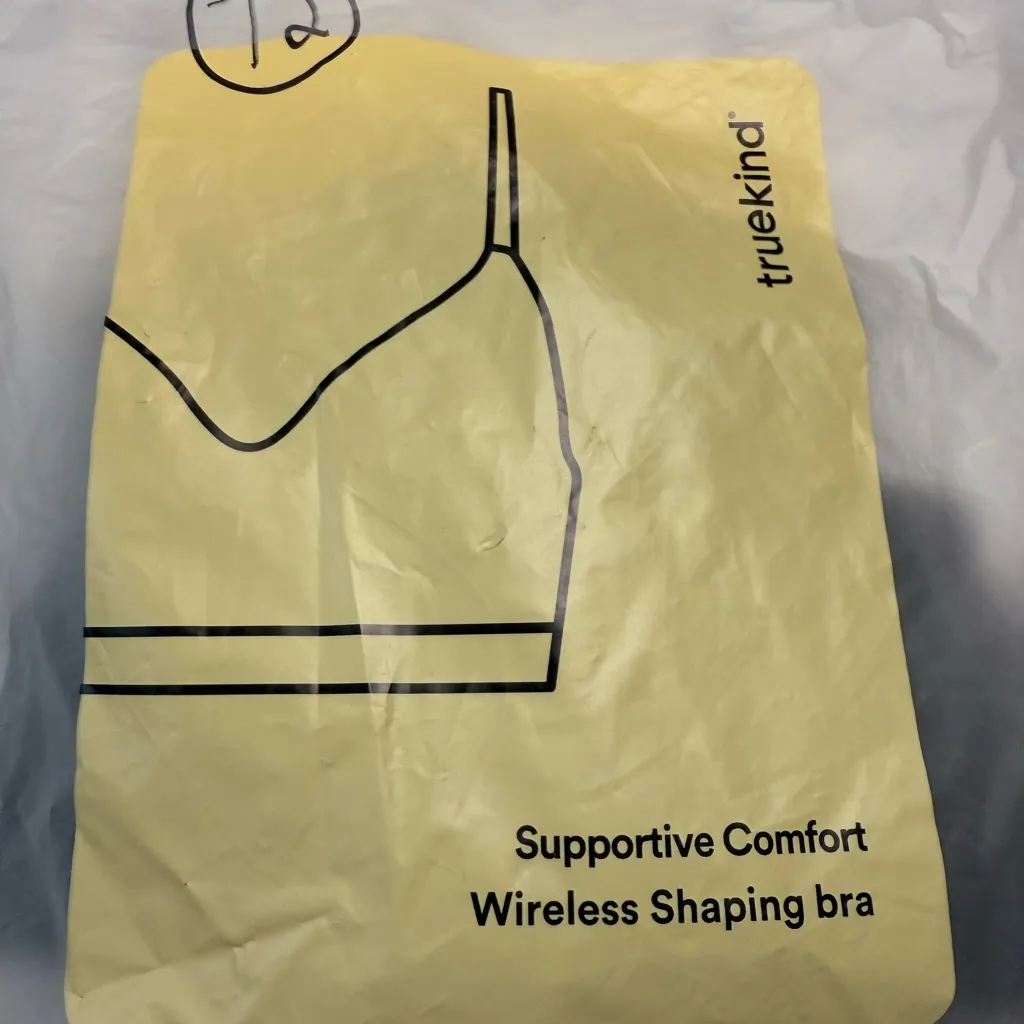 truekind®
Supportive Comfort
Wireless Shaping bra